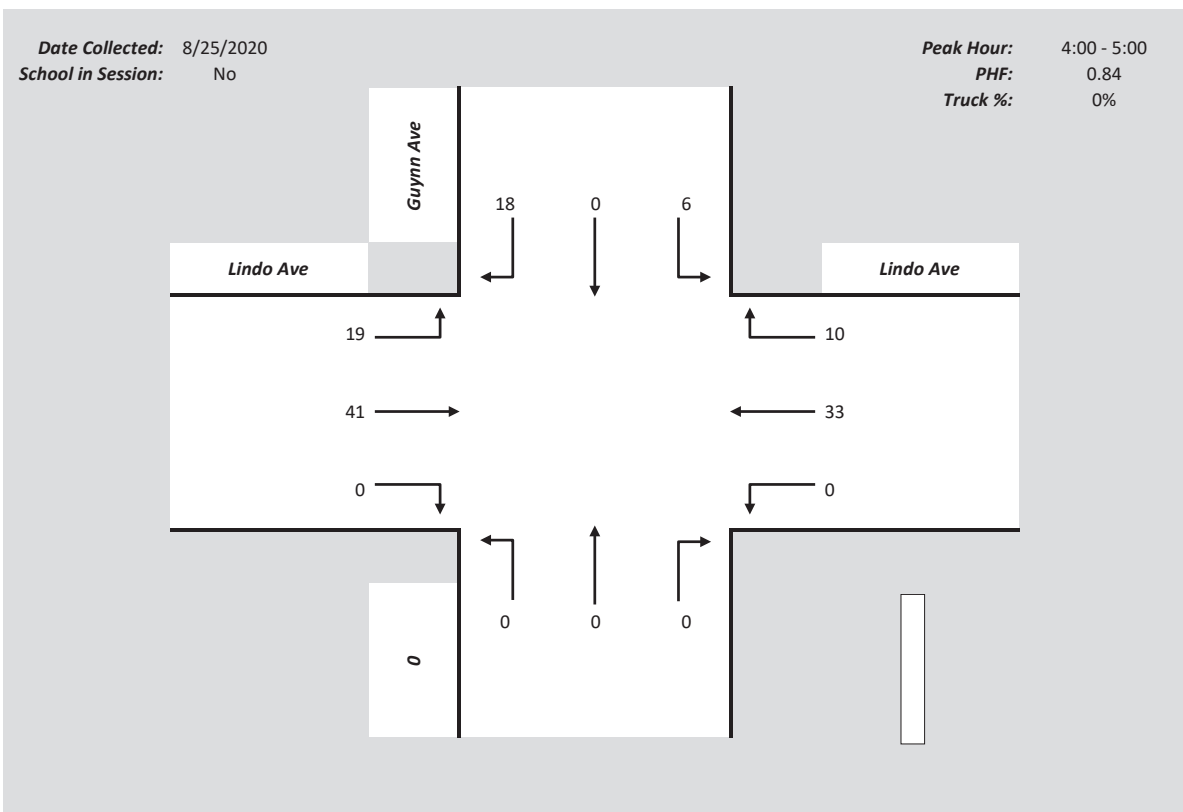 Date Collected: 8/25/2020
School in Session: No
Peak Hour: 4:00 - 5:00
PHF: 0.84
Truck %: 0%
Guynn Ave
18 0 6
Lindo Ave
Lindo Ave
19
10
41
33
0
0
0 0 0
0